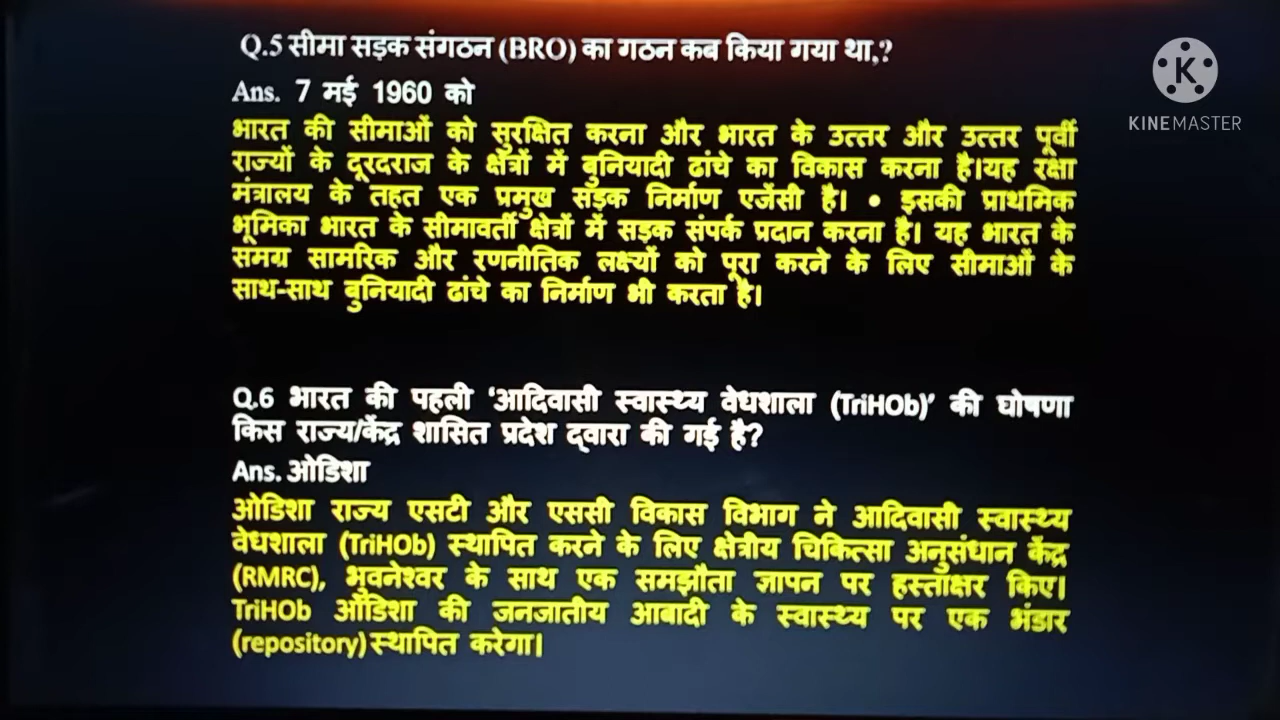 Q.5 सीमा सड़क संगठन (BRO) का गठन कब किया गया था,?
Ans. 7 मई 1960 को
भारत की सीमाओं को सुरक्षित करना और भारत के उत्तर और उत्तर पूर्वी
राज्यों के दूरदराज के क्षेत्रों में बुनियादी ढांचे का विकास करना है।यह रक्षा
मंत्रालय के तहत एक प्रमुख सड़क निर्माण एजेंसी है। • इसकी प्राथमिक
भूमिका भारत के सीमावर्ती क्षेत्रों में सड़क संपर्क प्रदान करना है। यह भारत के
समग्र सामरिक और रणनीतिक लक्ष्यों को पूरा करने के लिए सीमाओं के
साथ-साथ बुनियादी ढांचे का निर्माण भी करता है।
Q.6 भारत की पहली ‘आदिवासी स्वास्थ्य वेधशाला (TriHOb)’ की घोषणा
किस राज्य/केंद्र शासित प्रदेश द्वारा की गई है?
Ans. ओडिशा
ओडिशा राज्य एसटी और एससी विकास विभाग ने आदिवासी स्वास्थ्य
वेधशाला (TriHOb) स्थापित करने के लिए क्षेत्रीय चिकित्सा अनुसंधान केंद्र
(RMRC), भुवनेश्वर के साथ एक समझौता ज्ञापन पर हस्ताक्षर किए।
TriHOb ओडिशा की जनजातीय आबादी के स्वास्थ्य पर एक भंडार
(repository) स्थापित करेगा।
K
KINEMASTER